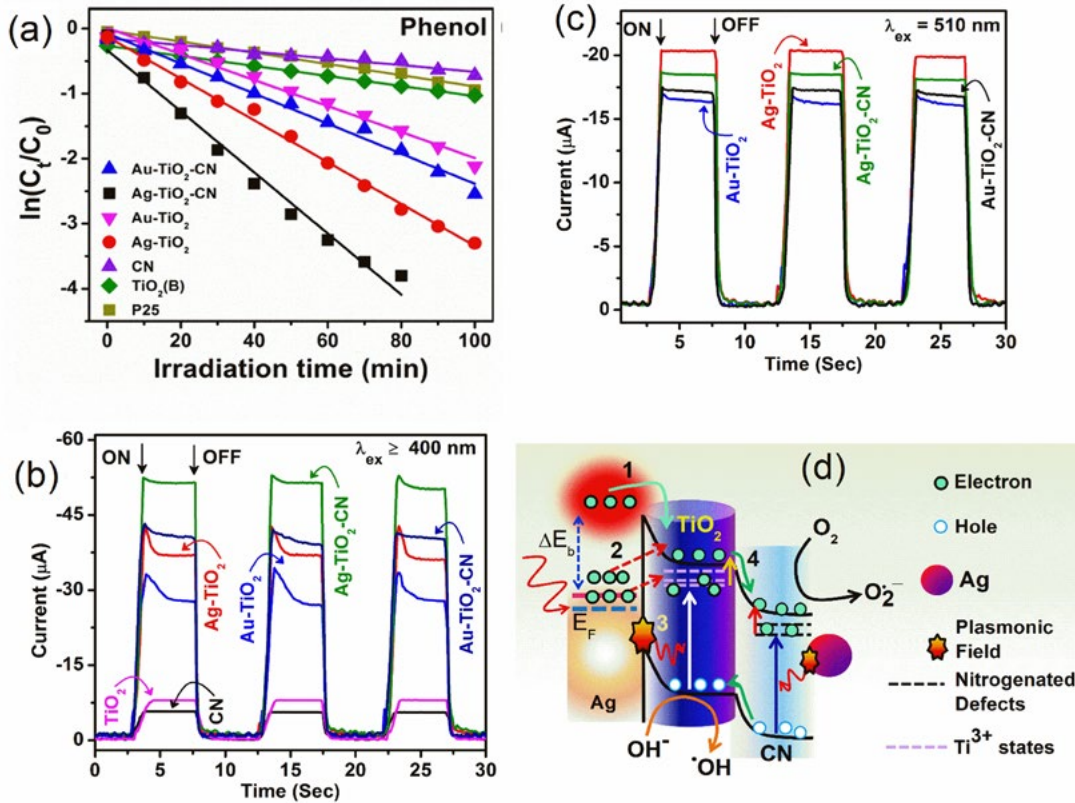 (a)
Phenol
ln(Ct/C0)
0
-1
-2
-3
-4
Au-TiO2-CN
Ag-TiO2-CN
Au-TiO2
Ag-TiO2
CN
TiO2(B)
P25
0 20 40 60 80 100
Irradiation time (min)
(c)
ON
OFF
λex = 510 nm
Current (μA)
-20
-15
-10
-5
0
Au-TiO2
Ag-TiO2
Ag-TiO2-CN
Au-TiO2-CN
5 10 15 20 25 30
Time (Sec)
(b)
ON
OFF
λex ≥ 400 nm
Current (μA)
-60
-45
-30
-15
0
TiO2
CN
Ag-TiO2
Au-TiO2
Ag-TiO2-CN
Au-TiO2-CN
0 5 10 15 20 25 30
Time (Sec)
(d)
1
TiO2
ΔEb
2
4
EF
3
Ag
OH-
•OH
CN
O2
O2•−
Electron
Hole
Ag
Plasmonic
Field
Nitrogenated
Defects
Ti3+ states